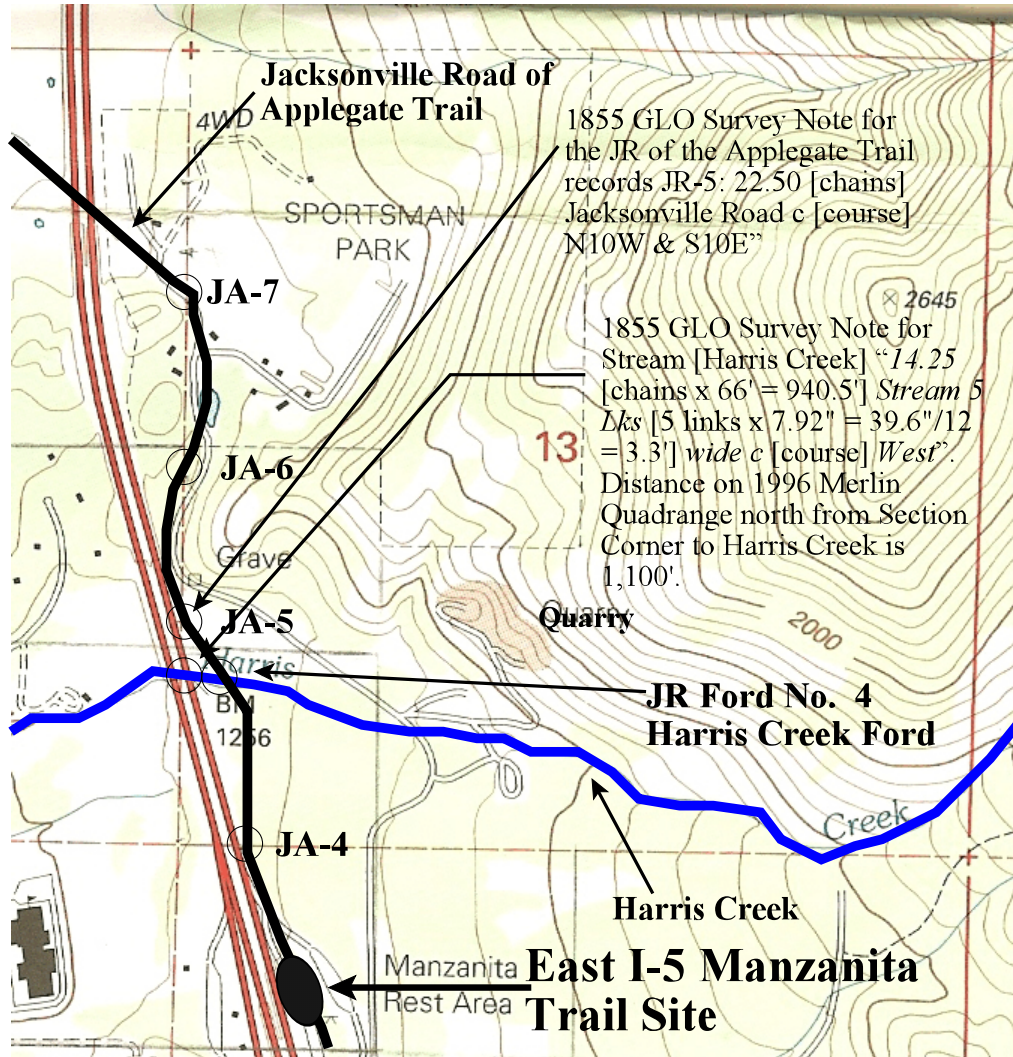 Jacksonville Road of
Applegate Trail
4WD
1855 GLO Survey Note for
the JR of the Applegate Trail
records JR-5: 22.50 [chains]
Jacksonville Road c [course]
N10W & S10E”
SPORTSMAN
PARK
JA-7
2645
1855 GLO Survey Note for
Stream [Harris Creek] “14.25
[chains x 66' = 940.5'] Stream 5
Lks [5 links x 7.92" = 39.6"/12
= 3.3'] wide c [course] West”.
Distance on 1996 Merlin
Quadrange north from Section
Corner to Harris Creek is
1,100'.
13
JA-6
Grave
Quarry
Quarry
JA-5
2000
Harris
BM
1256
JR Ford No. 4
Harris Creek Ford
Creek
JA-4
Harris Creek
Manzanita
Rest Area
East I-5 Manzanita
Trail Site